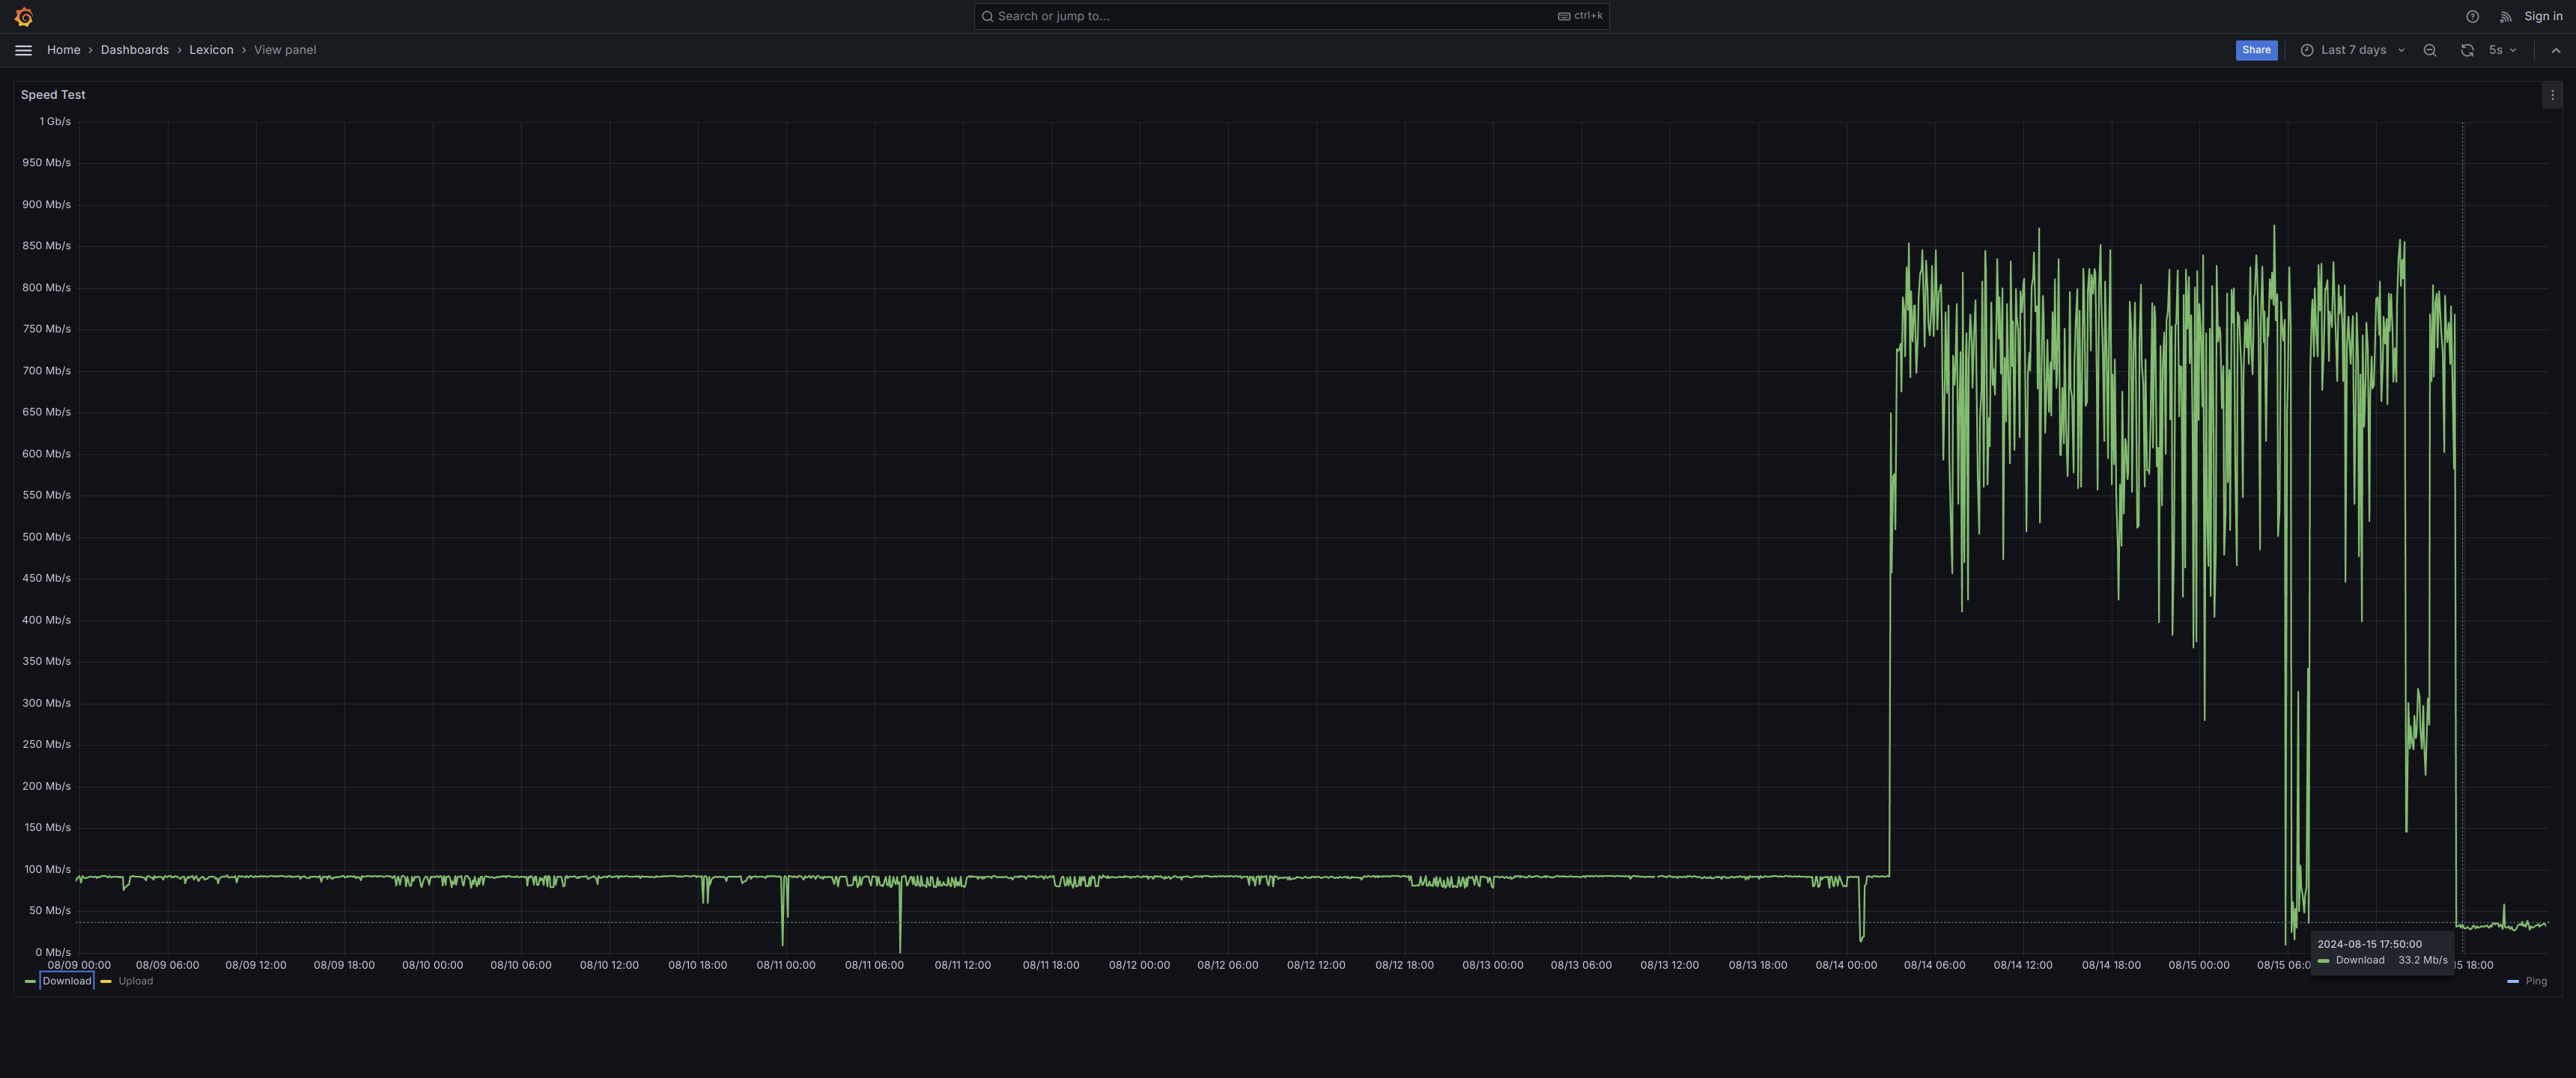 Search or jump to...
ctrl+k
Sign in
Home › Dashboards › Lexicon › View panel
Share
Last 7 days
5s
Speed Test
1 Gb/s
950 Mb/s
900 Mb/s
850 Mb/s
800 Mb/s
750 Mb/s
700 Mb/s
650 Mb/s
600 Mb/s
550 Mb/s
500 Mb/s
450 Mb/s
400 Mb/s
350 Mb/s
300 Mb/s
250 Mb/s
200 Mb/s
150 Mb/s
100 Mb/s
50 Mb/s
0 Mb/s
2024-08-15 17:50:00
Download 33.2 Mb/s
08/09 00:00 08/09 06:00 08/09 12:00 08/09 18:00 08/10 00:00 08/10 06:00 08/10 12:00 08/10 18:00 08/11 00:00 08/11 06:00 08/11 12:00 08/11 18:00 08/12 00:00 08/12 06:00 08/12 12:00 08/12 18:00 08/13 00:00 08/13 06:00 08/13 12:00 08/13 18:00 08/14 00:00 08/14 06:00 08/14 12:00 08/14 18:00 08/15 00:00 08/15 06:0 5 18:00
Download Upload Ping